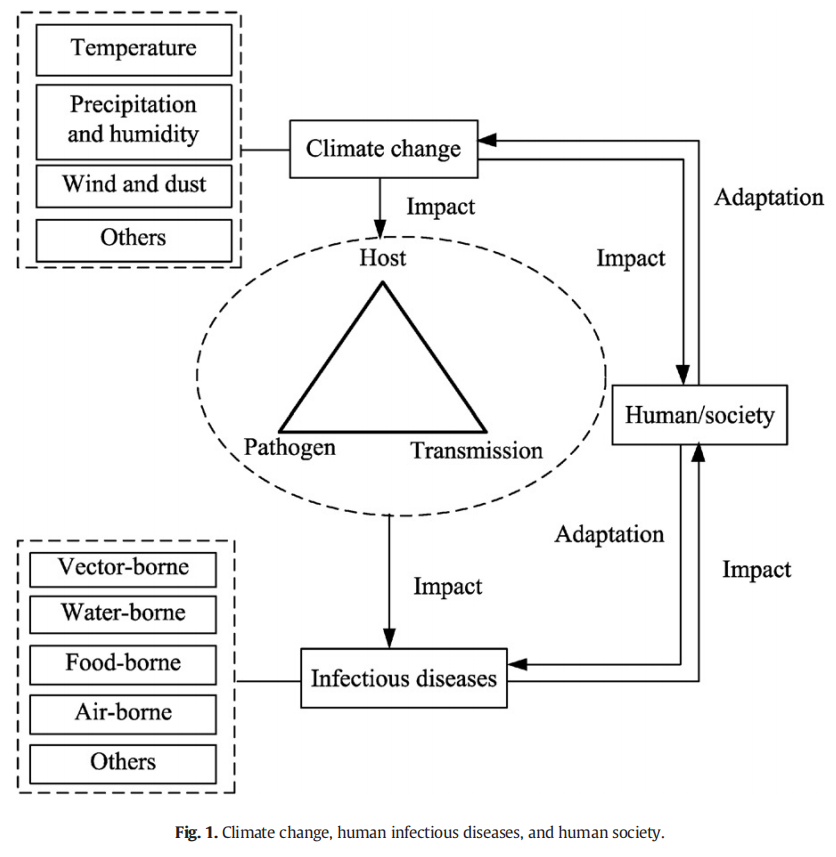 Temperature
Precipitation
and humidity
Wind and dust
Others
Climate change
Impact
Adaptation
Impact
Host
Pathogen
Transmission
Human/society
Adaptation
Impact
Impact
Vector-borne
Water-borne
Food-borne
Air-borne
Others
Infectious diseases
Fig. 1. Climate change, human infectious diseases, and human society.